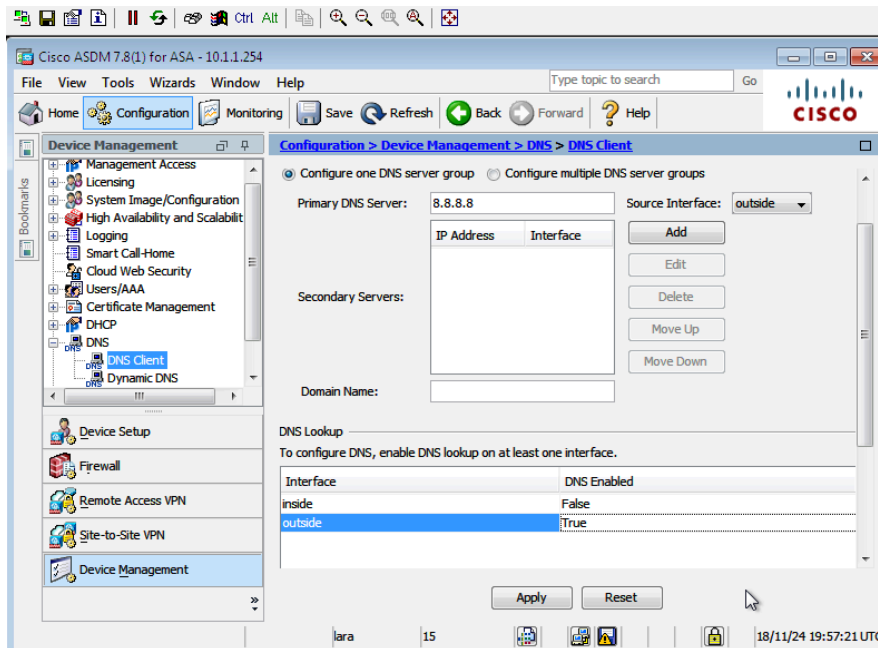 Ctrl Alt
Cisco ASDM 7.8(1) for ASA - 10.1.1.254
File View Tools Wizards Window Help Type topic to search Go
Home Configuration Monitoring Save Refresh Back Forward Help
CISCO
Bookmarks
Device Management
Management Access
Licensing
System Image/Configuration
High Availability and Scalabilit
Logging
Smart Call-Home
Cloud Web Security
Users/AAA
Certificate Management
DHCP
DNS
DNS Client
Dynamic DNS
Device Setup
Firewall
Remote Access VPN
Site-to-Site VPN
Device Management
Configuration > Device Management > DNS > DNS Client
Configure one DNS server group Configure multiple DNS server groups
Primary DNS Server: 8.8.8.8 Source Interface: outside
IP Address Interface Add
Edit
Secondary Servers: Delete
Move Up
Move Down
Domain Name:
DNS Lookup
To configure DNS, enable DNS lookup on at least one interface.
Interface DNS Enabled
inside False
outside True
Apply Reset
lara 15 18/11/24 19:57:21 UTC